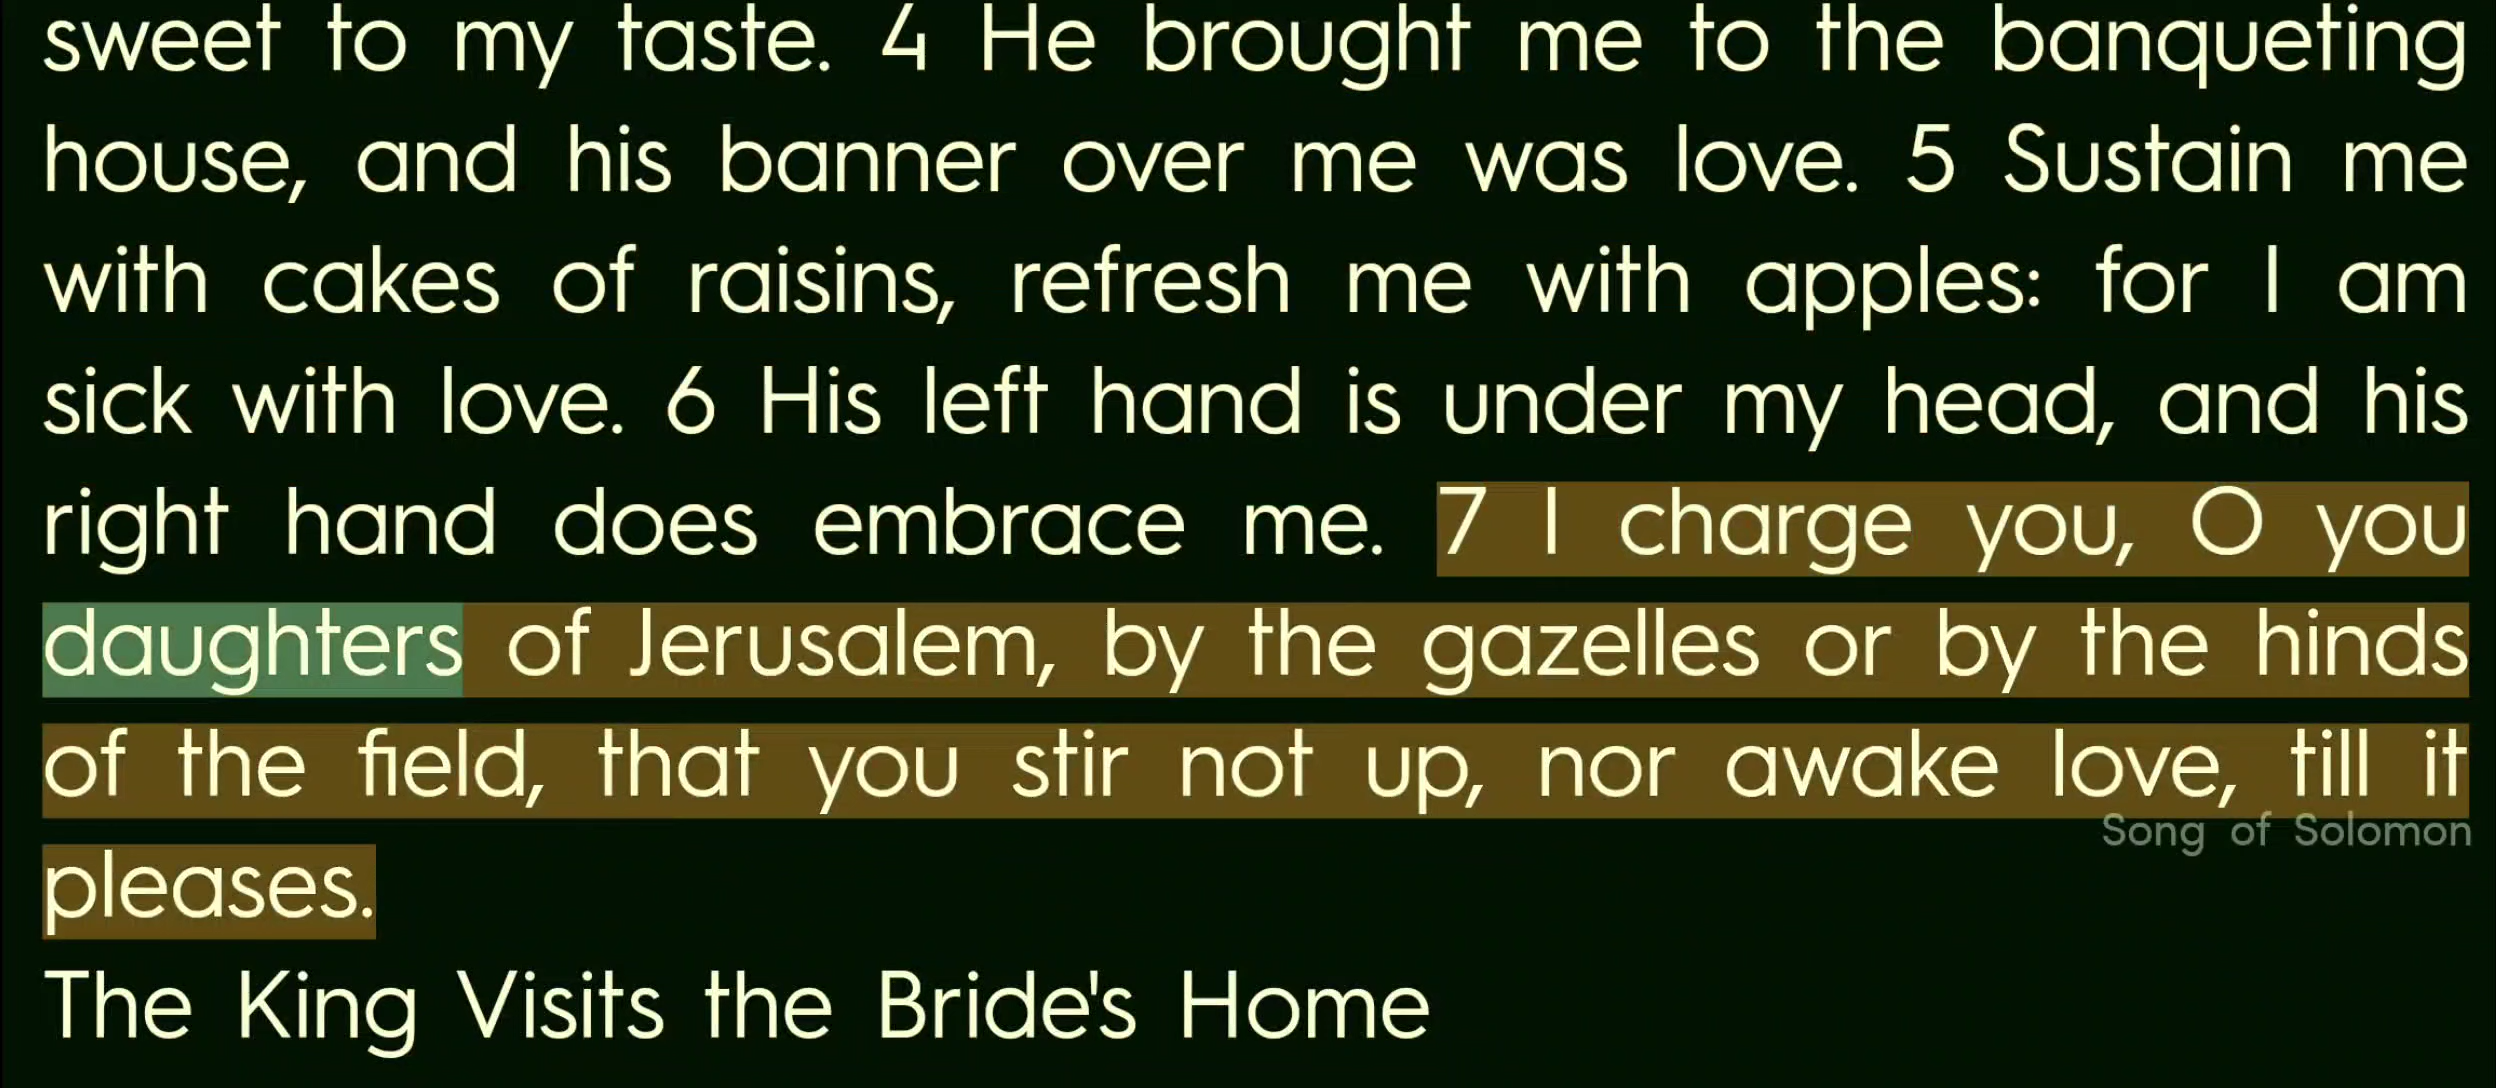 sweet to my taste. 4 He brought me to the banqueting
house, and his banner over me was love. 5 Sustain me
with cakes of raisins, refresh me with apples: for I am
sick with love. 6 His left hand is under my head, and his
right hand does embrace me. 7 I charge you, O you
daughters of Jerusalem, by the gazelles or by the hinds
of the field, that you stir not up, nor awake love, till it
Song of Solomon
pleases.
The King Visits the Bride's Home